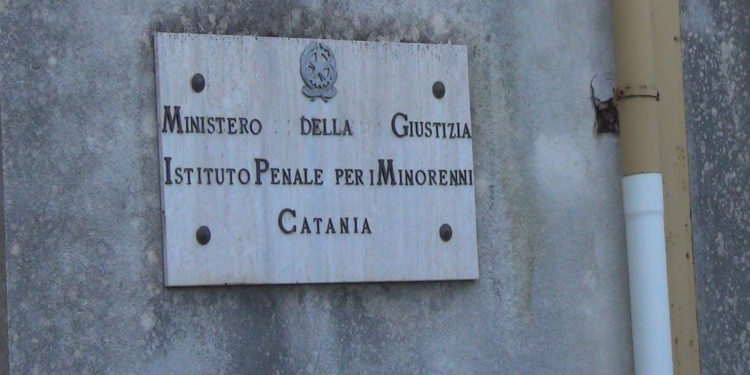 MINISTERO DELLA GIUSTIZIA
ISTITUTO PENALE PER I MINORENNI
CATANIA